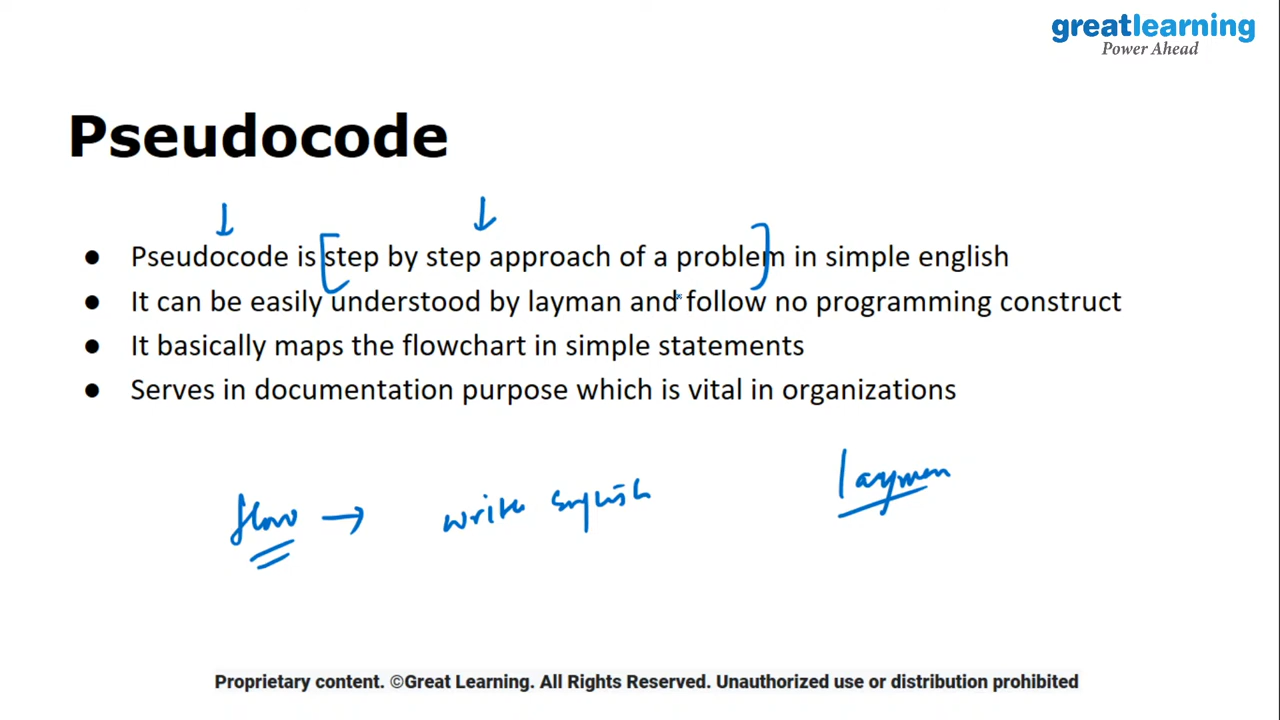 greatlearning
Power Ahead
Pseudocode
● Pseudocode is step by step approach of a problem in simple english
● It can be easily understood by layman and follow no programming construct
● It basically maps the flowchart in simple statements
● Serves in documentation purpose which is vital in organizations
laymen
flow → write English
Proprietary content. ©Great Learning. All Rights Reserved. Unauthorized use or distribution prohibited